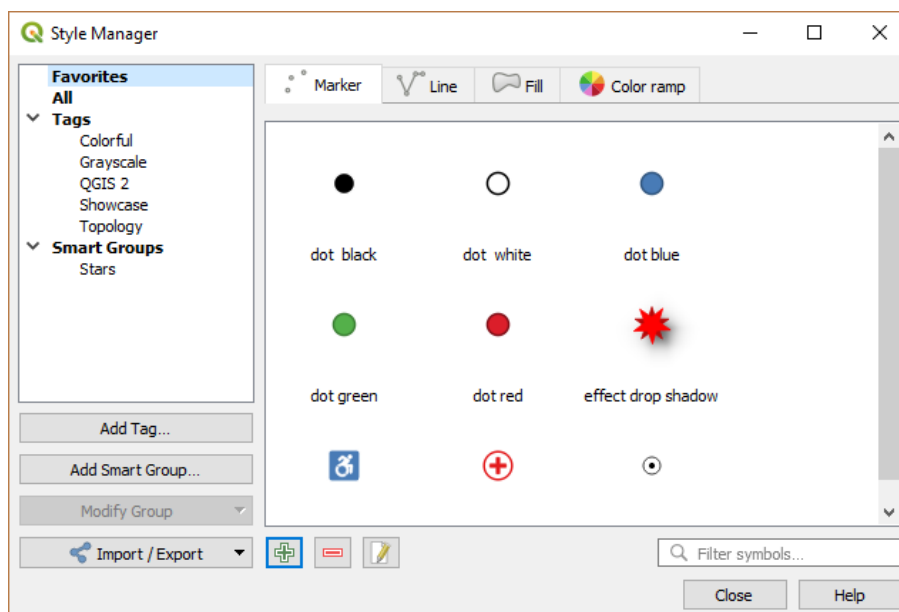 Style Manager
Favorites
All
Tags
Colorful
Grayscale
QGIS 2
Showcase
Topology
Smart Groups
Stars
Add Tag...
Add Smart Group...
Modify Group
Import / Export
Marker
Line
Fill
Color ramp
dot  black
dot  white
dot blue
dot green
dot red
effect drop shadow
Filter symbols...
Close
Help